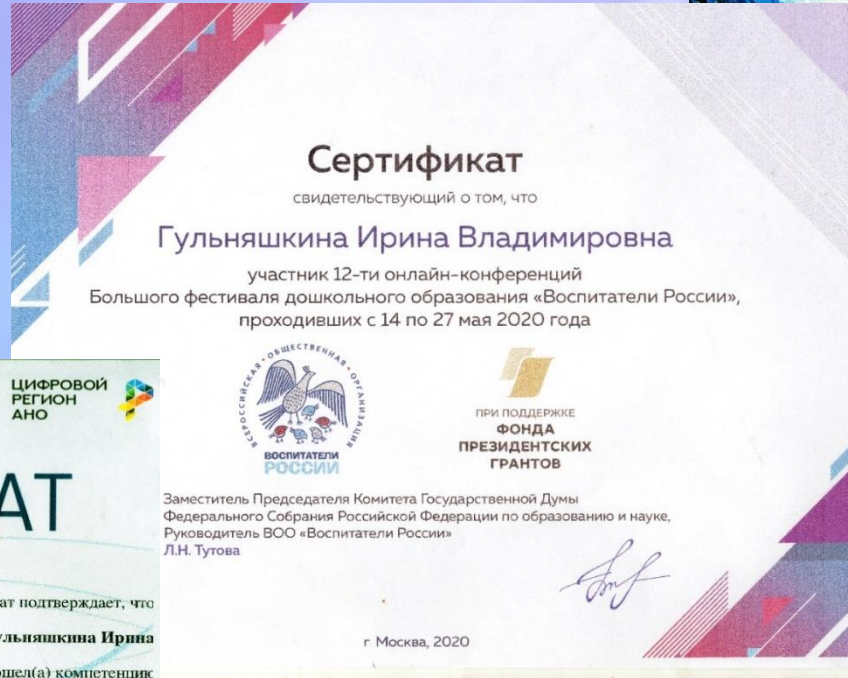 Сертификат
свидетельствующий о том, что
Гульняшкина Ирина Владимировна
участник 12-ти онлайн-конференций
Большого фестиваля дошкольного образования «Воспитатели России»,
проходивших с 14 по 27 мая 2020 года
ВСЕРОССИЙСКАЯ • ОБЩЕСТВЕННАЯ • ОРГАНИЗАЦИЯ
ВОСПИТАТЕЛИ
РОССИИ
ПРИ ПОДДЕРЖКЕ
ФОНДА
ПРЕЗИДЕНТСКИХ
ГРАНТОВ
Заместитель Председателя Комитета Государственной Думы
Федерального Собрания Российской Федерации по образованию и науке,
Руководитель ВОО «Воспитатели России»
Л.Н. Тутова
г Москва, 2020
ЦИФРОВОЙ
РЕГИОН
АНО
АТ
ат подтверждает, что
ульняшкина Ирина
ошел(а) компетенцию